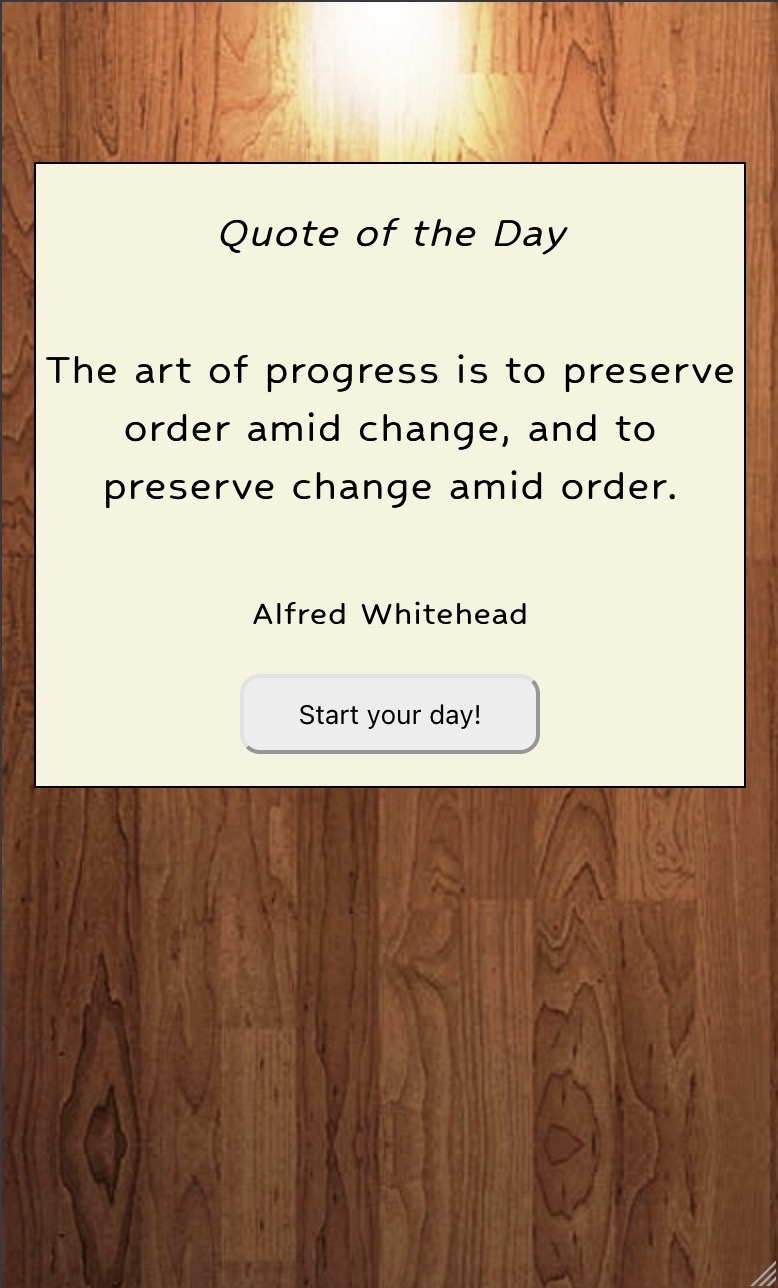 Quote of the Day
The art of progress is to preserve
order amid change, and to
preserve change amid order.
Alfred Whitehead
Start your day!